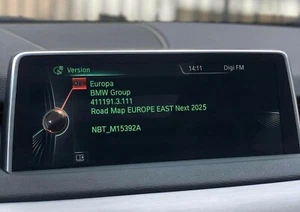 Version 14:11 Digi FM
Europa
BMW Group
411191.3.111
Road Map EUROPE EAST Next 2025
NBT_M15392A